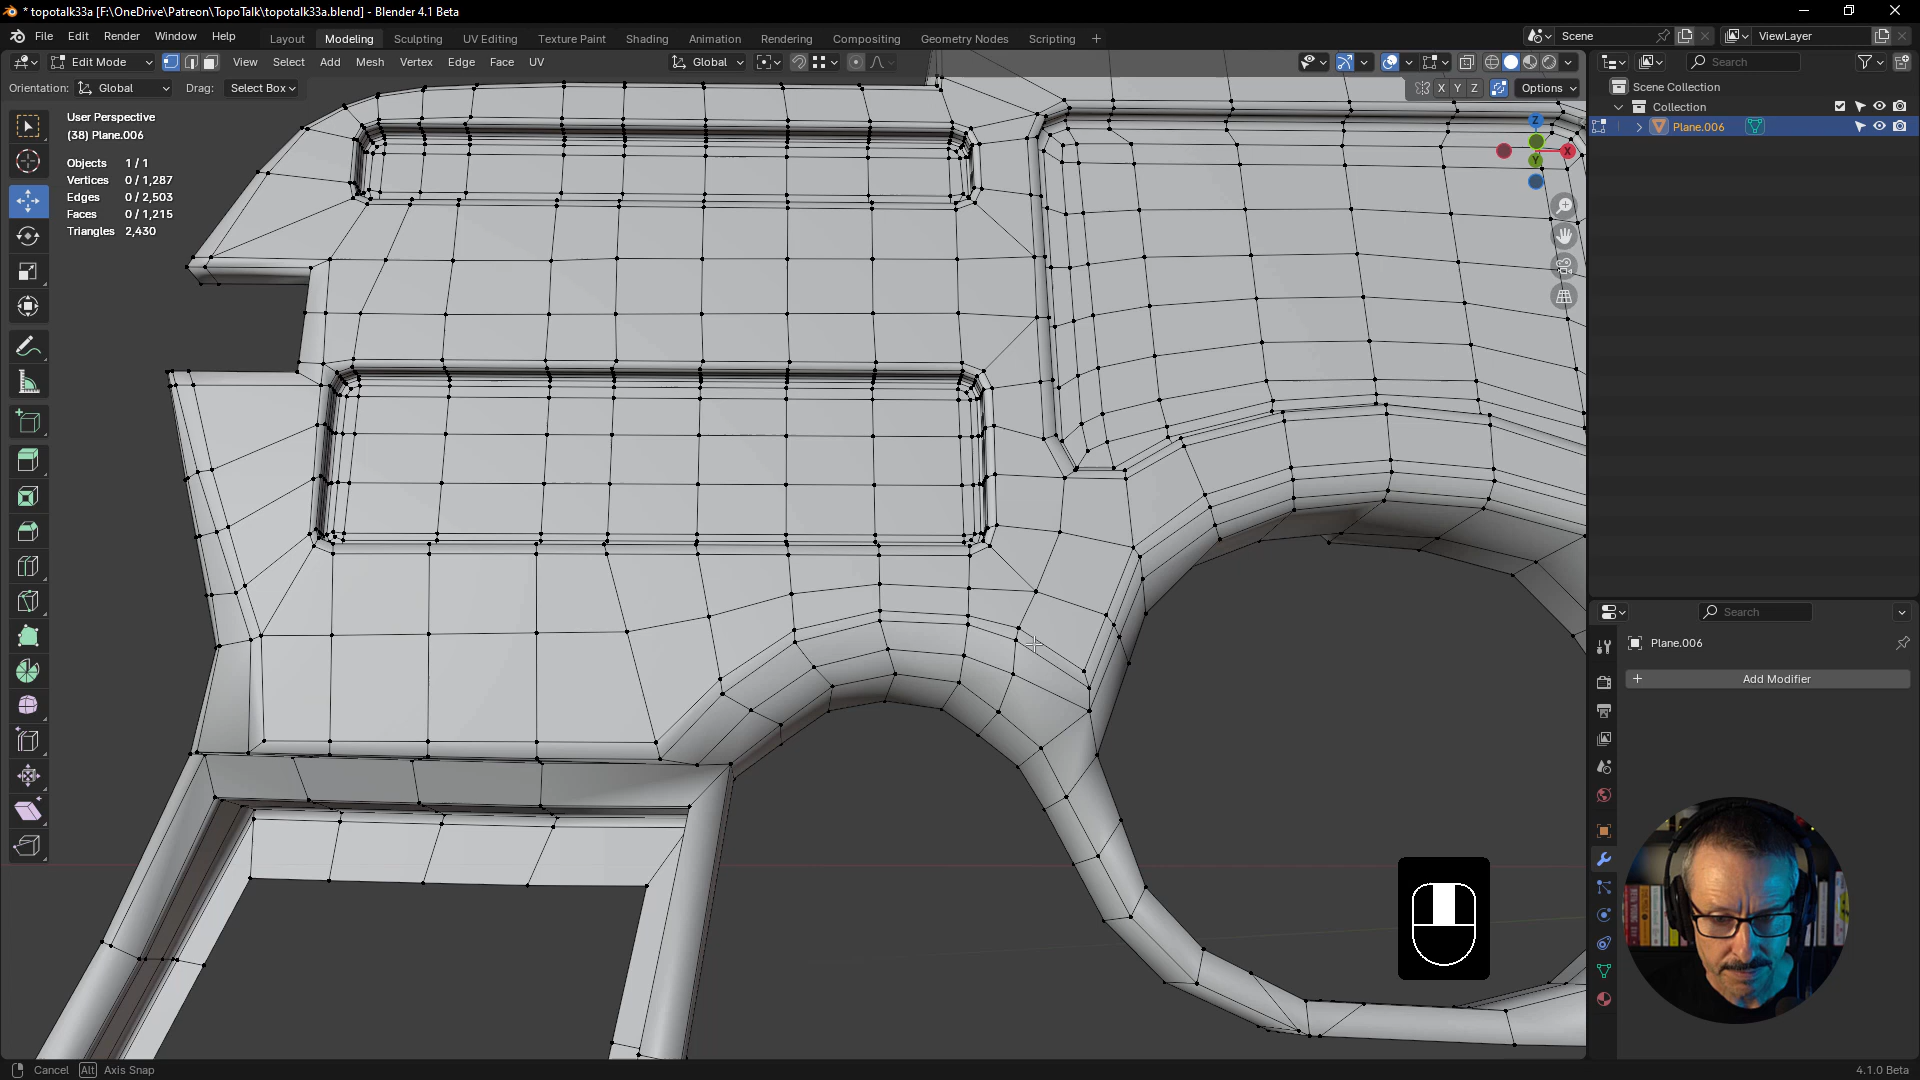 * topotalk33a [F:\OneDrive\Patreon\TopoTalk\topotalk33a.blend] - Blender 4.1 Beta
File Edit Render Window Help Layout Modeling Sculpting UV Editing Texture Paint Shading Animation Rendering Compositing Geometry Nodes Scripting + Scene ViewLayer
Edit Mode View Select Add Mesh Vertex Edge Face UV Global Search
Orientation: Global Drag: Select Box X Y Z Options
Scene Collection
Collection
Plane.006
User Perspective
(38) Plane.006
Objects 1 / 1
Vertices 0 / 1,287
Edges 0 / 2,503
Faces 0 / 1,215
Triangles 2,430
Z
X
Y
Search
Plane.006
+ Add Modifier
Cancel Alt Axis Snap
4.1.0 Beta